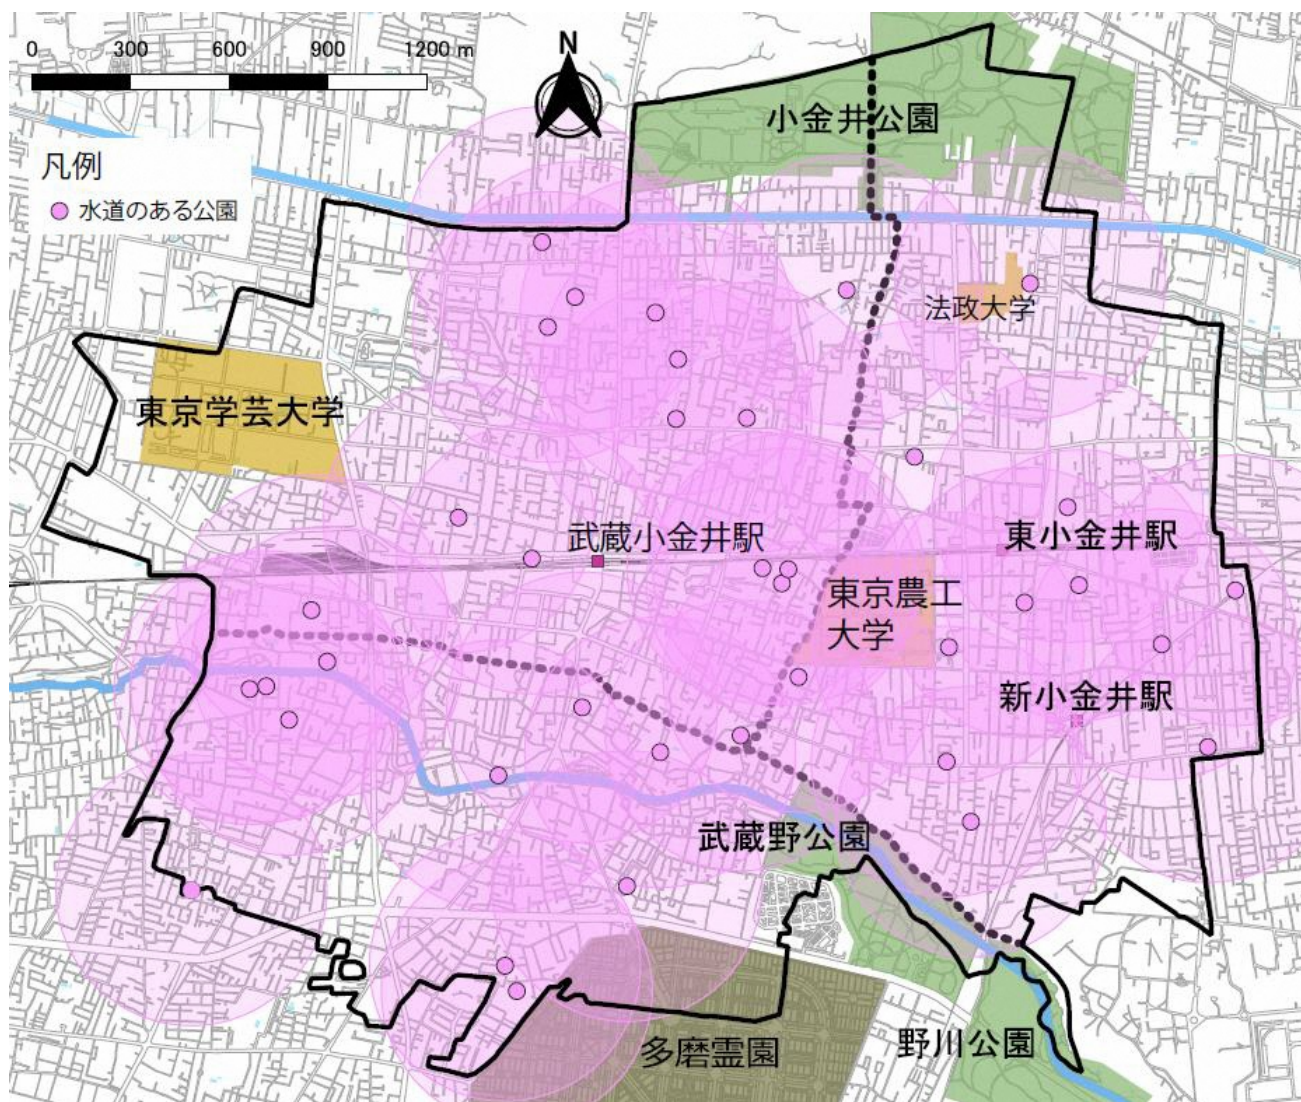 0 300 600 900 1200 m
N
小金井公園
凡例
水道のある公園
法政大学
東京学芸大学
武蔵小金井駅
東小金井駅
東京農工
大学
新小金井駅
武蔵野公園
野川公園
多磨霊園